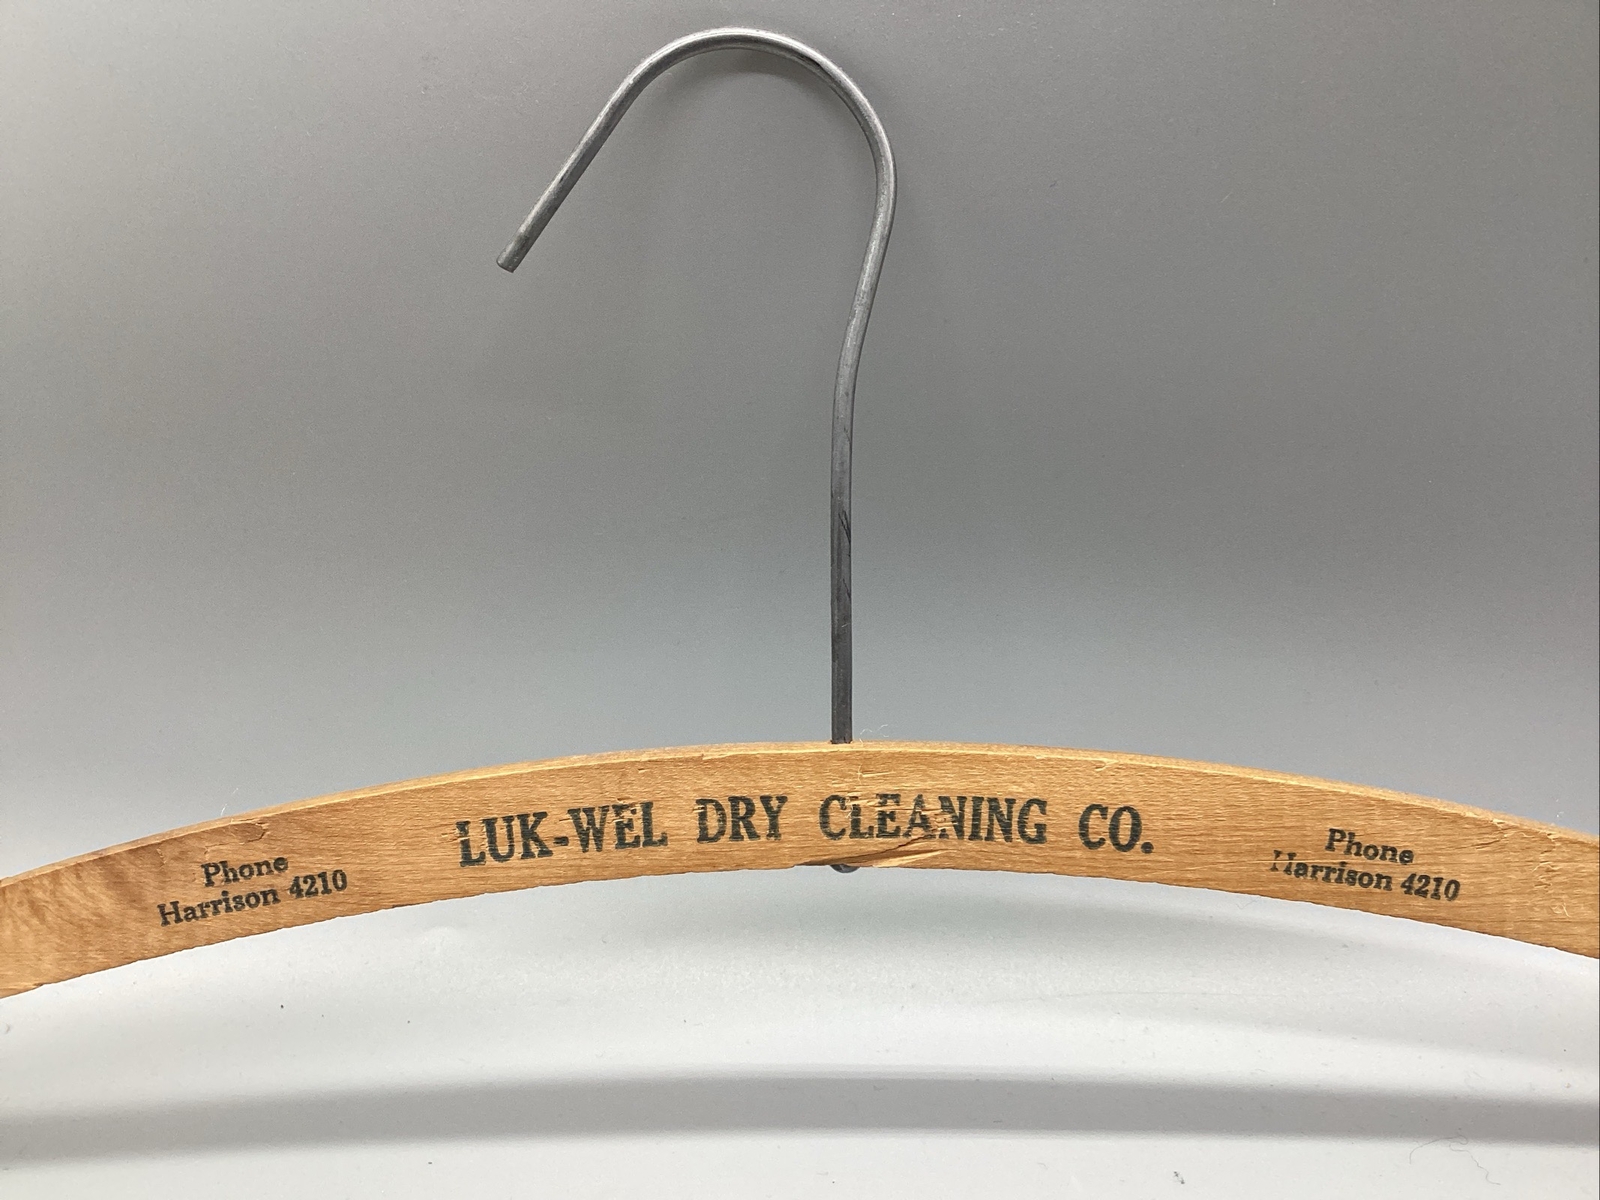 LUK-WEL DRY CLEANING CO.
Phone
Harrison 4210
Phone
Harrison 4210